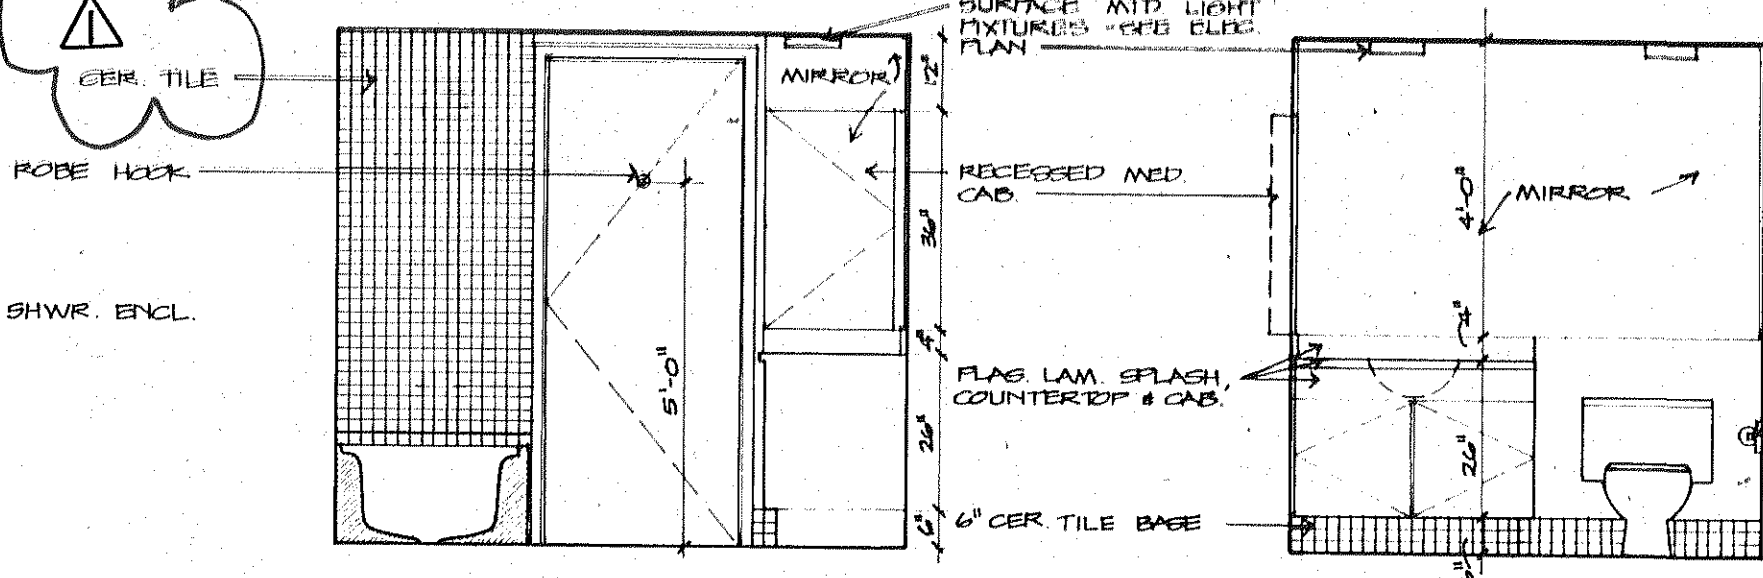 1
CER. TILE
ROBE HOOK
SHWR. ENCL.
MIRROR
5'-0"
12"
36"
4"
26"
6"
SURFACE MTD LIGHT
FIXTURES - SEE ELEC.
PLAN
RECESSED MED.
CAB.
PLAS. LAM. SPLASH,
COUNTERTOP & CAB.
6" CER. TILE BASE
4'-0"
MIRROR
4"
26"